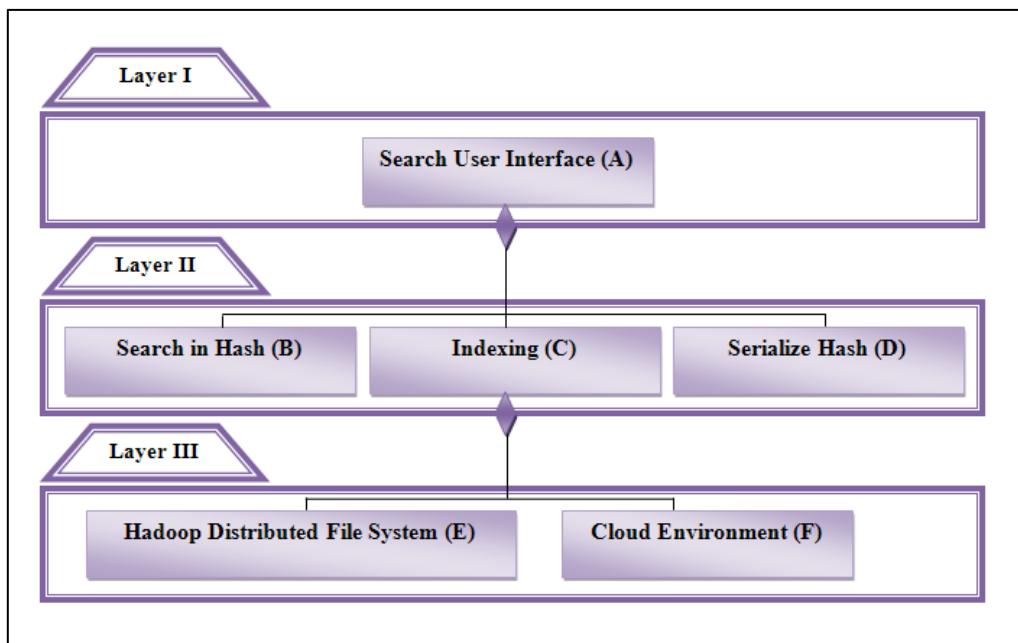 Layer I
Search User Interface (A)
Layer II
Search in Hash (B)
Indexing (C)
Serialize Hash (D)
Layer III
Hadoop Distributed File System (E)
Cloud Environment (F)